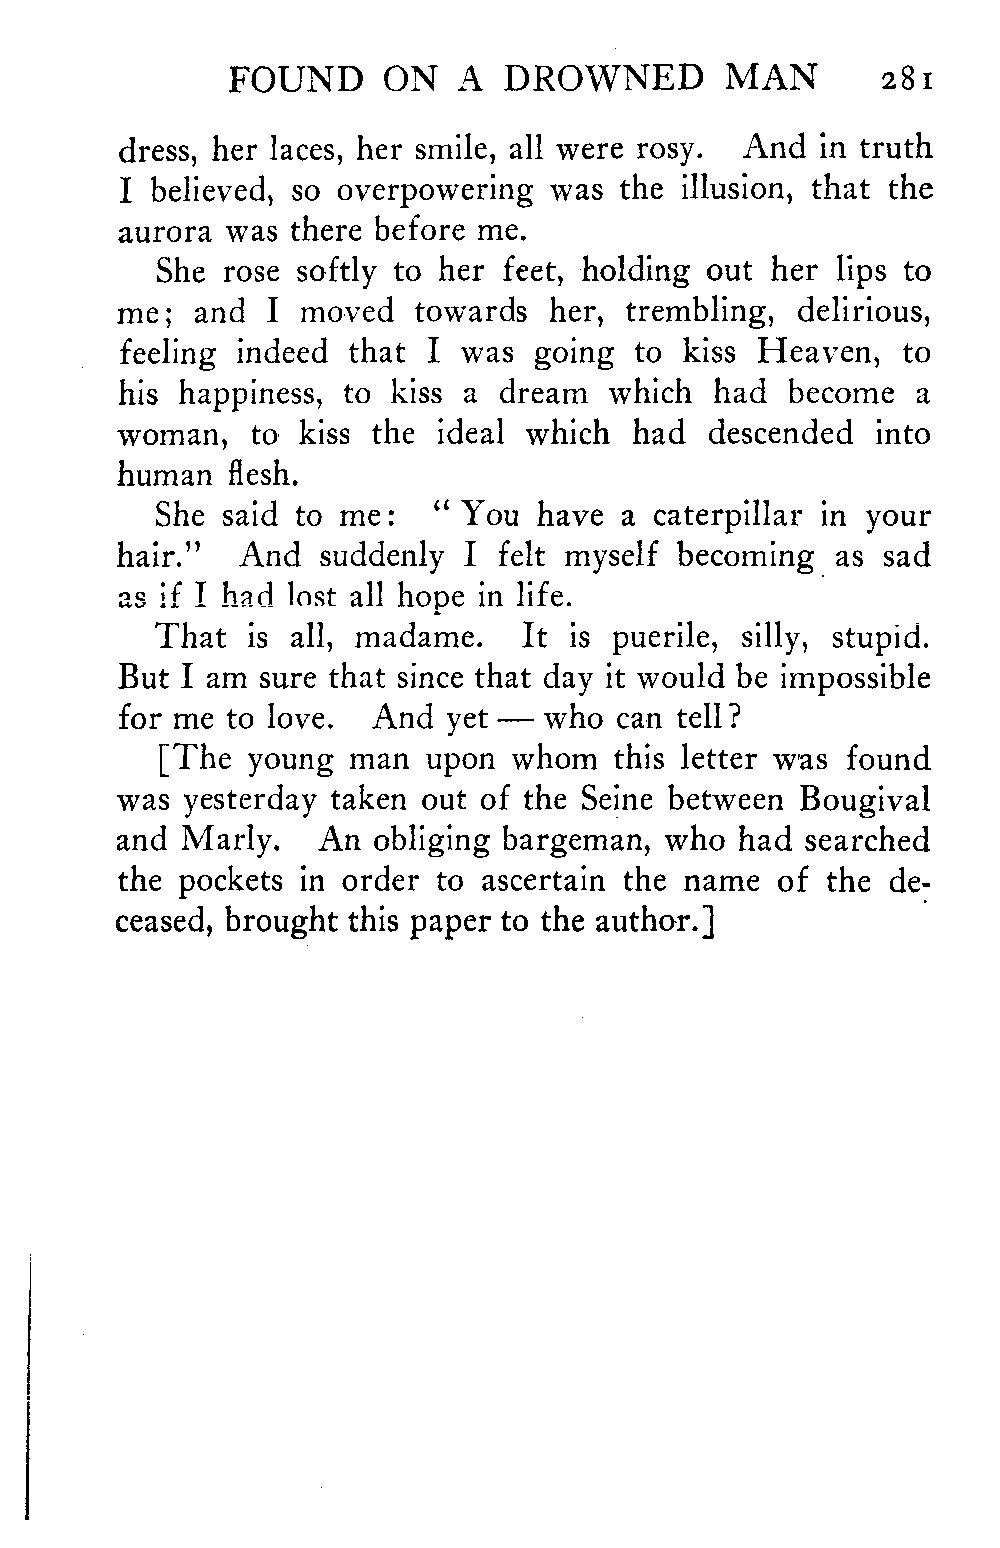 FOUND ON A DROWNED MAN 281
dress, her laces, her smile, all were rosy. And in truth
I believed, so overpowering was the illusion, that the
aurora was there before me.
She rose softly to her feet, holding out her lips to
me; and I moved towards her, trembling, delirious,
feeling indeed that I was going to kiss Heaven, to
his happiness, to kiss a dream which had become a
woman, to kiss the ideal which had descended into
human flesh.
She said to me: “You have a caterpillar in your
hair.” And suddenly I felt myself becoming as sad
as if I had lost all hope in life.
That is all, madame. It is puerile, silly, stupid.
But I am sure that since that day it would be impossible
for me to love. And yet — who can tell?
[The young man upon whom this letter was found
was yesterday taken out of the Seine between Bougival
and Marly. An obliging bargeman, who had searched
the pockets in order to ascertain the name of the de-
ceased, brought this paper to the author.]